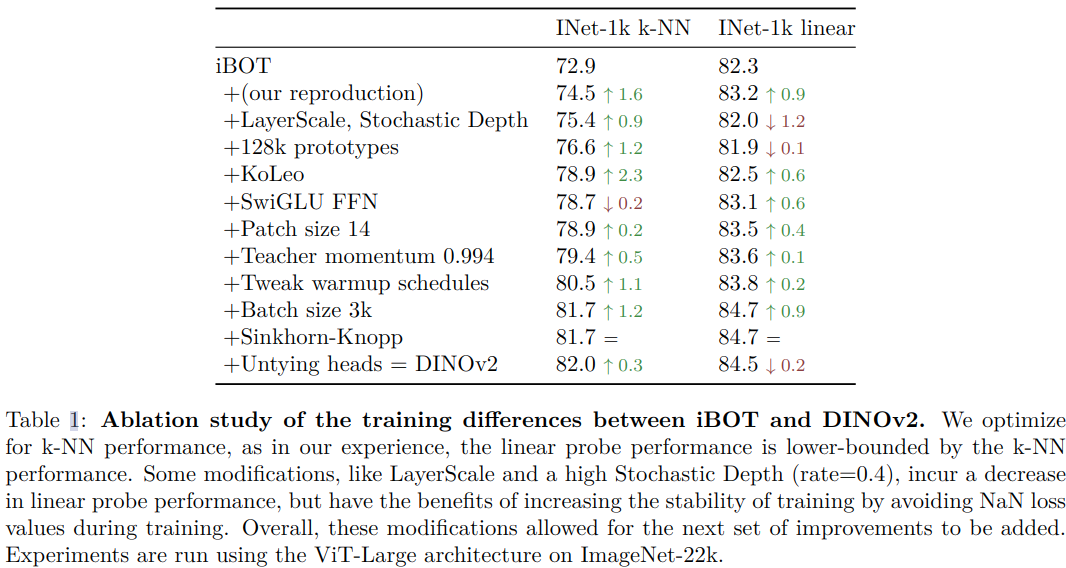 INet-1k k-NN INet-1k linear
iBOT 72.9 82.3
+(our reproduction) 74.5 ↑ 1.6 83.2 ↑ 0.9
+LayerScale, Stochastic Depth 75.4 ↑ 0.9 82.0 ↓ 1.2
+128k prototypes 76.6 ↑ 1.2 81.9 ↓ 0.1
+KoLeo 78.9 ↑ 2.3 82.5 ↑ 0.6
+SwiGLU FFN 78.7 ↓ 0.2 83.1 ↑ 0.6
+Patch size 14 78.9 ↑ 0.2 83.5 ↑ 0.4
+Teacher momentum 0.994 79.4 ↑ 0.5 83.6 ↑ 0.1
+Tweak warmup schedules 80.5 ↑ 1.1 83.8 ↑ 0.2
+Batch size 3k 81.7 ↑ 1.2 84.7 ↑ 0.9
+Sinkhorn-Knopp 81.7 = 84.7 =
+Untying heads = DINOv2 82.0 ↑ 0.3 84.5 ↓ 0.2
Table 1: Ablation study of the training differences between iBOT and DINOv2. We optimize
for k-NN performance, as in our experience, the linear probe performance is lower-bounded by the k-NN
performance. Some modifications, like LayerScale and a high Stochastic Depth (rate=0.4), incur a decrease
in linear probe performance, but have the benefits of increasing the stability of training by avoiding NaN loss
values during training. Overall, these modifications allowed for the next set of improvements to be added.
Experiments are run using the ViT-Large architecture on ImageNet-22k.